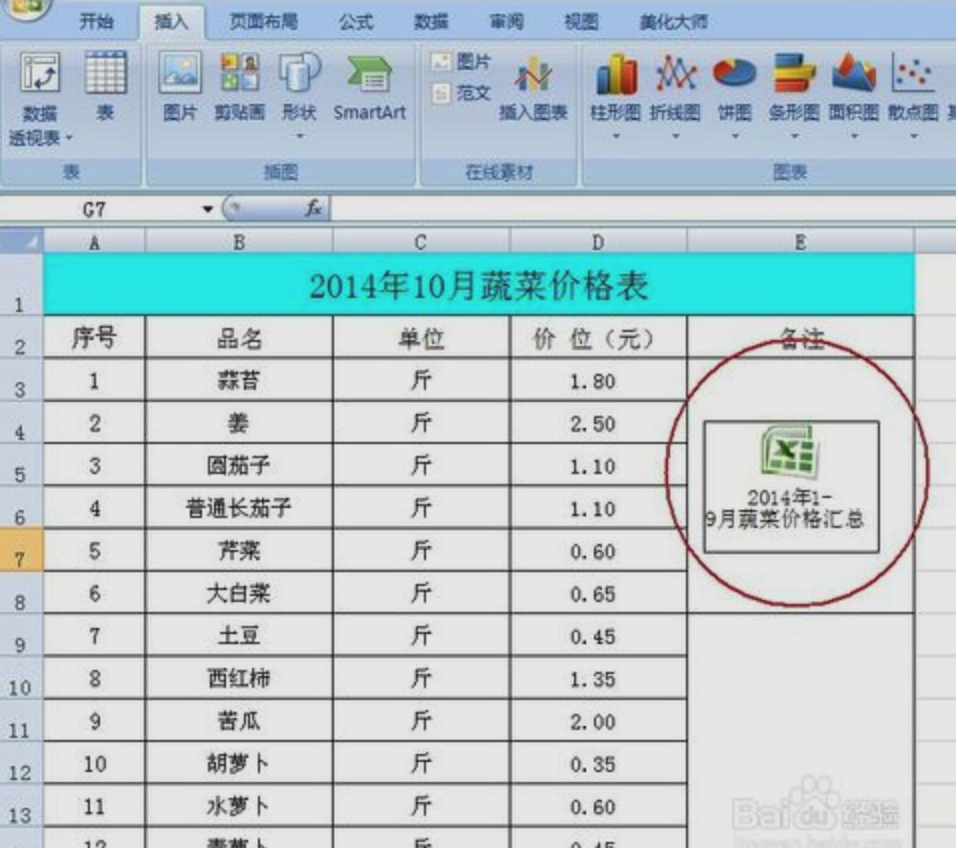 开始 插入 页面布局 公式 数据 审阅 视图 美化大师
数据透视表 表 图片 剪贴画 形状 SmartArt 图片 范文 插入图表 柱形图 折线图 饼图 条形图 面积图 散点图
表 插图 在线素材 图表
G7 fx
A B C D E
1 2014年10月蔬菜价格表
2 序号 品名 单位 价 位（元） 备注
3 1 蒜苔 斤 1.80
4 2 姜 斤 2.50
5 3 圆茄子 斤 1.10
2014年1-
6 4 普通长茄子 斤 1.10
9月蔬菜价格汇总
7 5 芹菜 斤 0.60
8 6 大白菜 斤 0.65
9 7 土豆 斤 0.45
10 8 西红柿 斤 1.35
11 9 苦瓜 斤 2.00
12 10 胡萝卜 斤 0.35
13 11 水萝卜 斤 0.60
Baidu 经验